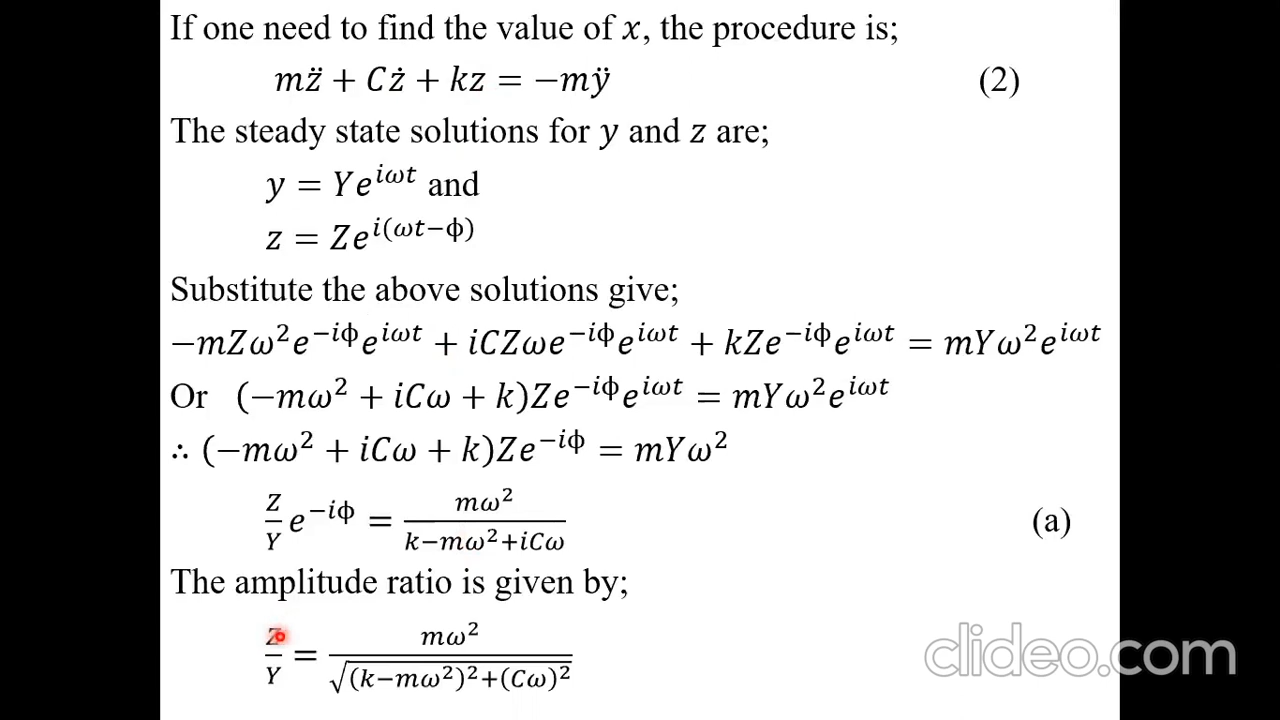 If one need to find the value of 𝑥, the procedure is;
𝑚𝑧̈ + 𝐶𝑧̇ + 𝑘𝑧 = −𝑚𝑦̈ (2)
The steady state solutions for 𝑦 and 𝑧 are;
𝑦 = 𝑌𝑒^{𝑖𝜔𝑡} and
𝑧 = 𝑍𝑒^{𝑖(𝜔𝑡−ϕ)}
Substitute the above solutions give;
−𝑚𝑍𝜔²𝑒^{−𝑖ϕ}𝑒^{𝑖𝜔𝑡} + 𝑖𝐶𝑍𝜔𝑒^{−𝑖ϕ}𝑒^{𝑖𝜔𝑡} + 𝑘𝑍𝑒^{−𝑖ϕ}𝑒^{𝑖𝜔𝑡} = 𝑚𝑌𝜔²𝑒^{𝑖𝜔𝑡}
Or (−𝑚𝜔² + 𝑖𝐶𝜔 + 𝑘)𝑍𝑒^{−𝑖ϕ}𝑒^{𝑖𝜔𝑡} = 𝑚𝑌𝜔²𝑒^{𝑖𝜔𝑡}
∴ (−𝑚𝜔² + 𝑖𝐶𝜔 + 𝑘)𝑍𝑒^{−𝑖ϕ} = 𝑚𝑌𝜔²
𝑍/𝑌 𝑒^{−𝑖ϕ} = 𝑚𝜔²/(𝑘−𝑚𝜔²+𝑖𝐶𝜔) (a)
The amplitude ratio is given by;
𝑍/𝑌 = 𝑚𝜔²/√((𝑘−𝑚𝜔²)²+(𝐶𝜔)²)
clideo.com